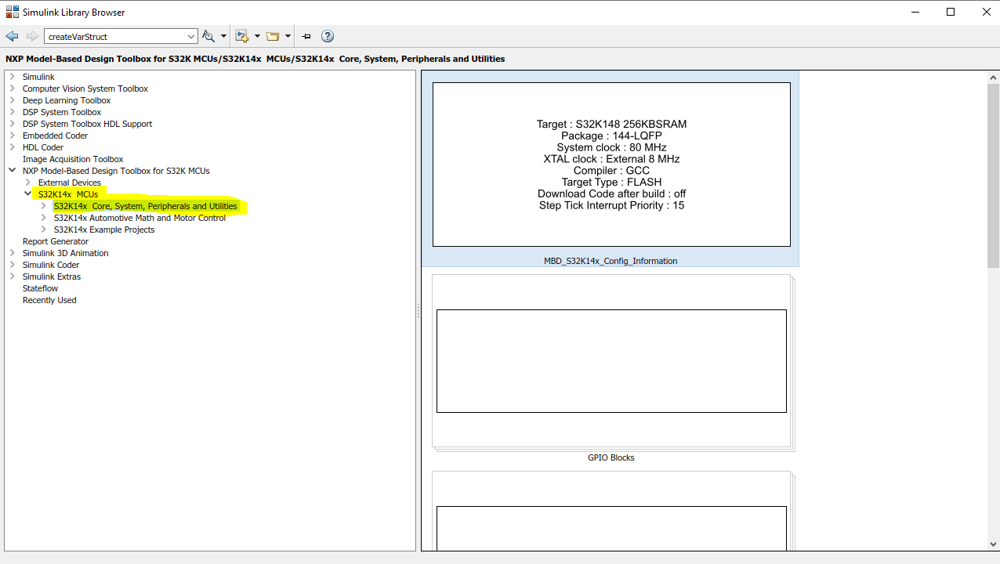 Simulink Library Browser
createVarStruct
NXP Model-Based Design Toolbox for S32K MCUs/S32K14x  MCUs/S32K14x  Core, System, Peripherals and Utilities
Simulink
Computer Vision System Toolbox
Deep Learning Toolbox
DSP System Toolbox
DSP System Toolbox HDL Support
Embedded Coder
HDL Coder
Image Acquisition Toolbox
NXP Model-Based Design Toolbox for S32K MCUs
External Devices
S32K14x  MCUs
S32K14x  Core, System, Peripherals and Utilities
S32K14x Automotive Math and Motor Control
S32K14x Example Projects
Report Generator
Simulink 3D Animation
Simulink Coder
Simulink Extras
Stateflow
Recently Used
Target : S32K148 256KBSRAM
Package : 144-LQFP
System clock : 80 MHz
XTAL clock : External 8 MHz
Compiler : GCC
Target Type : FLASH
Download Code after build : off
Step Tick Interrupt Priority : 15
MBD_S32K14x_Config_Information
GPIO Blocks